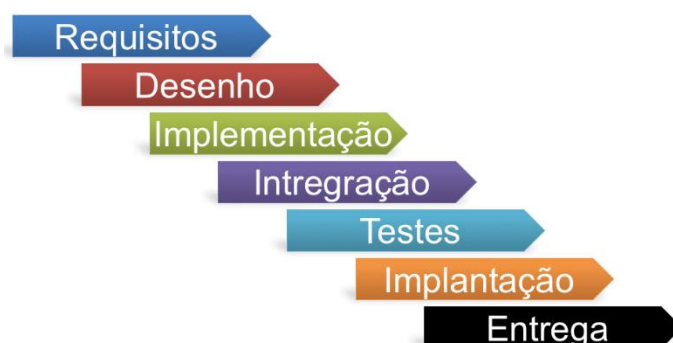 Requisitos
Desenho
Implementação
Intregração
Testes
Implantação
Entrega